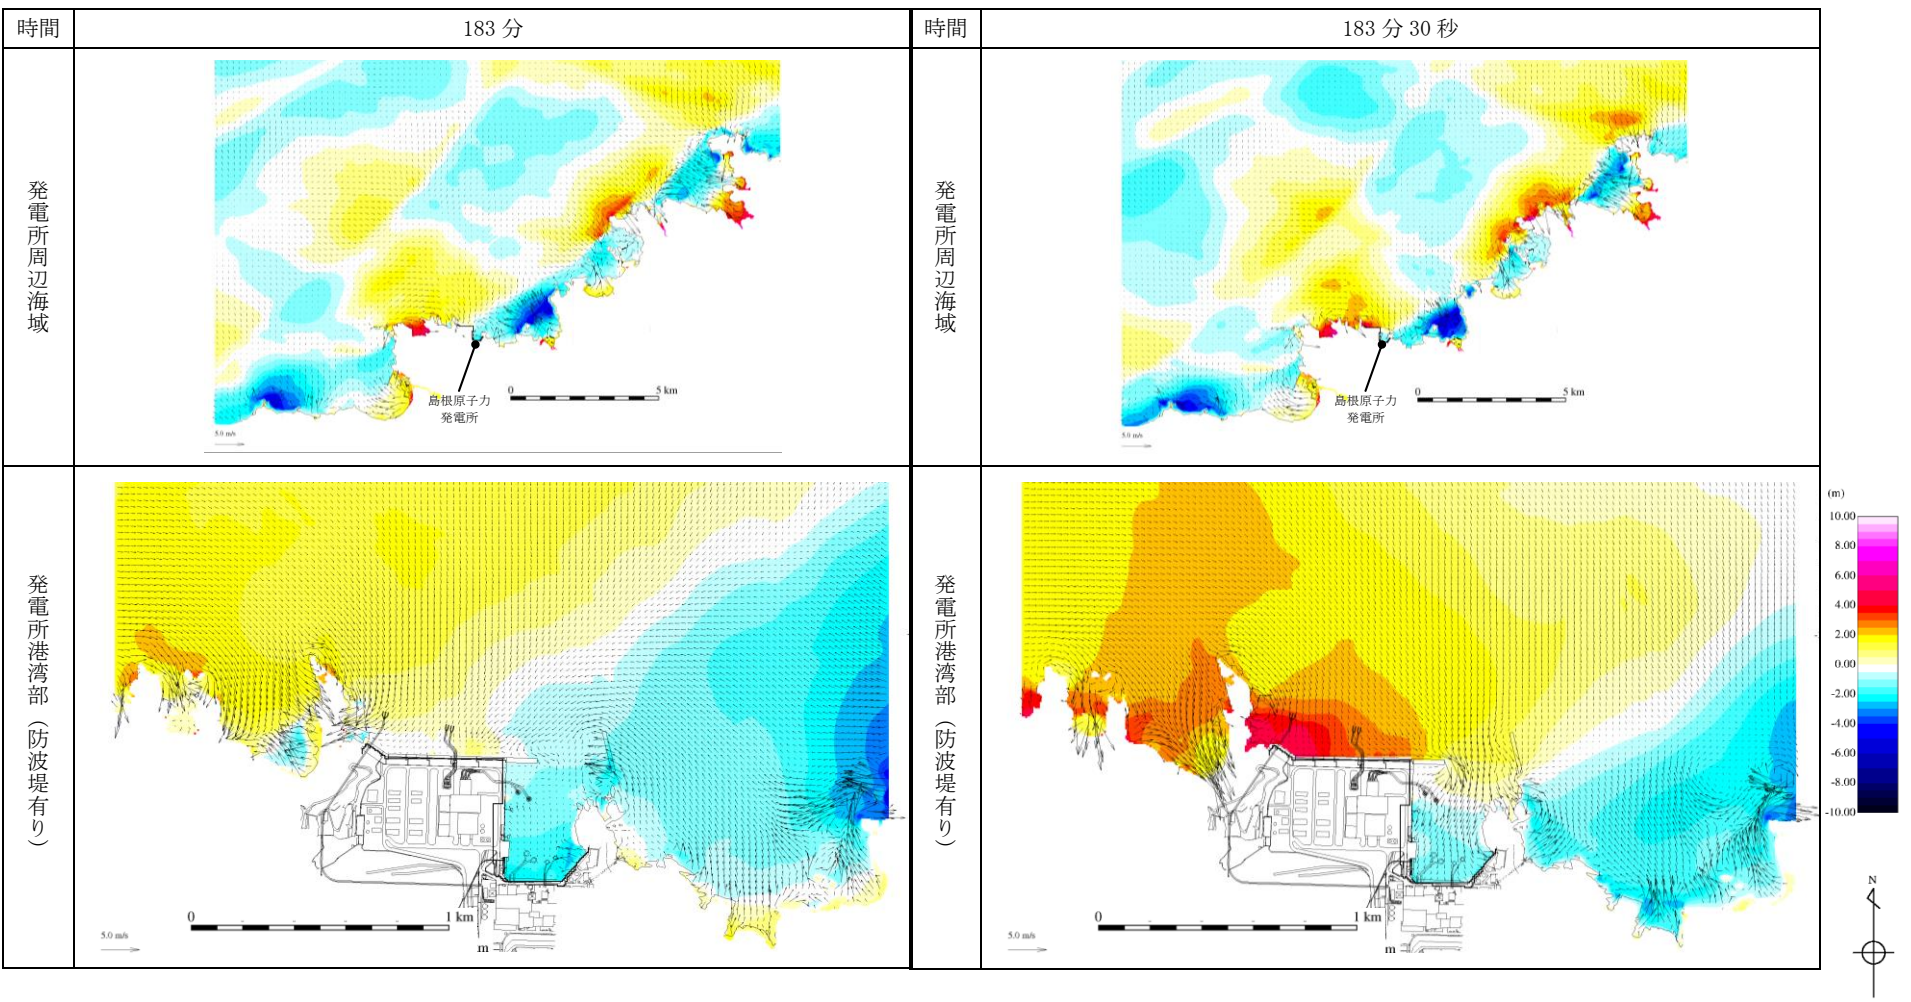 時間
183 分
時間
183 分 30 秒
発電所周辺海域
島根原子力
発電所
0
5 km
5.0 m/s
発電所周辺海域
島根原子力
発電所
0
5 km
5.0 m/s
発電所港湾部（防波堤有り）
0
1 km
5.0 m/s
m
発電所港湾部（防波堤有り）
0
1 km
5.0 m/s
m
(m)
10.00
8.00
6.00
4.00
2.00
0.00
-2.00
-4.00
-6.00
-8.00
-10.00
N